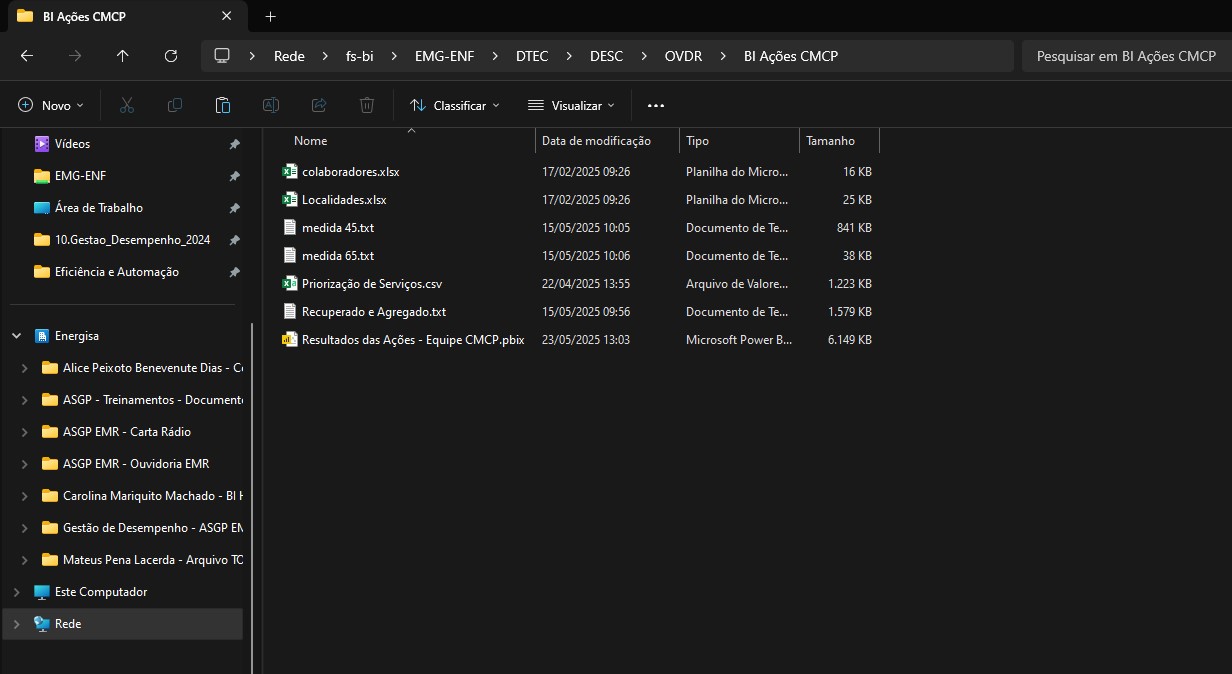 BI Ações CMCP
Rede > fs-bi > EMG-ENF > DTEC > DESC > OVDR > BI Ações CMCP
Pesquisar em BI Ações CMCP
Novo
Classificar
Visualizar
Vídeos
EMG-ENF
Área de Trabalho
10.Gestao_Desempenho_2024
Eficiência e Automação
Energisa
Alice Peixoto Benevenute Dias - Co
ASGP - Treinamentos - Documento
ASGP EMR - Carta Rádio
ASGP EMR - Ouvidoria EMR
Carolina Mariquito Machado - BI H
Gestão de Desempenho - ASGP EM
Mateus Pena Lacerda - Arquivo TO
Este Computador
Rede
Nome Data de modificação Tipo Tamanho
colaboradores.xlsx 17/02/2025 09:26 Planilha do Micro... 16 KB
Localidades.xlsx 17/02/2025 09:26 Planilha do Micro... 25 KB
medida 45.txt 15/05/2025 10:05 Documento de Te... 841 KB
medida 65.txt 15/05/2025 10:06 Documento de Te... 38 KB
Priorização de Serviços.csv 22/04/2025 13:55 Arquivo de Valore... 1.223 KB
Recuperado e Agregado.txt 15/05/2025 09:56 Documento de Te... 1.579 KB
Resultados das Ações - Equipe CMCP.pbix 23/05/2025 13:03 Microsoft Power B... 6.149 KB